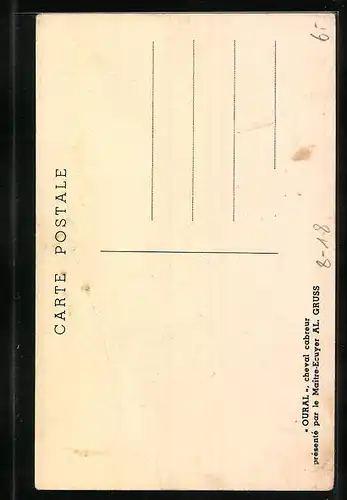 CARTE POSTALE
6.-
8-18
« OURAL », cheval cabreur
présenté par le Maître-Ecuyer AL. GRUSS